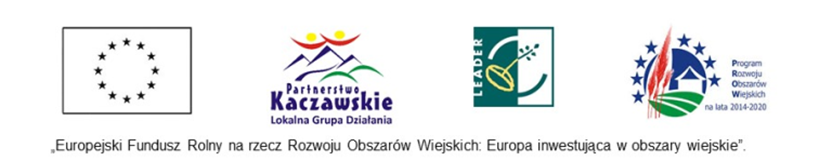 Partnerstwo
Kaczawskie
Lokalna Grupa Działania
LEADER
Program
Rozwoju
Obszarów
Wiejskich
na lata 2014-2020
„Europejski Fundusz Rolny na rzecz Rozwoju Obszarów Wiejskich: Europa inwestująca w obszary wiejskie”.